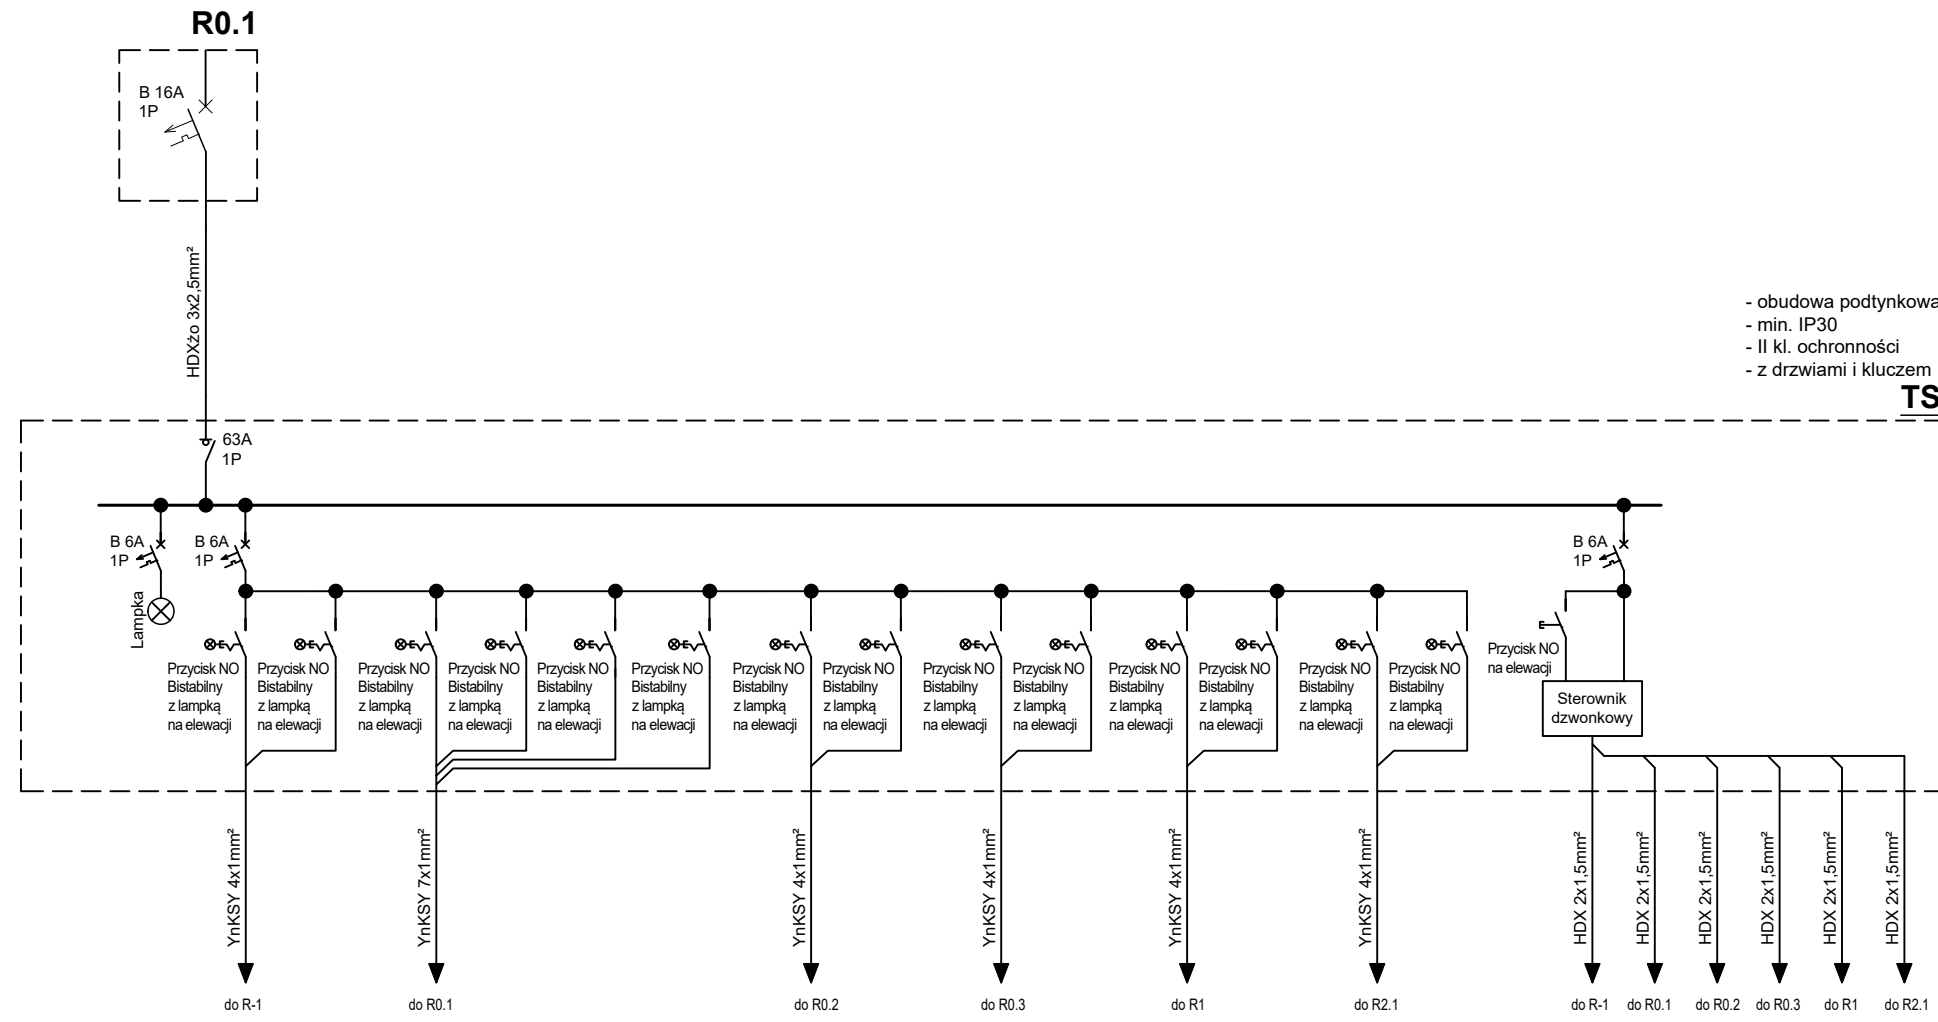 R0.1
B 16A
1P
HDXżo 3x2,5mm²
- obudowa podtynkowa
- min. IP30
- II kl. ochronności
- z drzwiami i kluczem
TS
63A
1P
B 6A
1P
Lampka
B 6A
1P
B 6A
1P
Przycisk NO
Bistabilny
z lampką
na elewacji
Przycisk NO
Bistabilny
z lampką
na elewacji
Przycisk NO
Bistabilny
z lampką
na elewacji
Przycisk NO
Bistabilny
z lampką
na elewacji
Przycisk NO
Bistabilny
z lampką
na elewacji
Przycisk NO
Bistabilny
z lampką
na elewacji
Przycisk NO
Bistabilny
z lampką
na elewacji
Przycisk NO
Bistabilny
z lampką
na elewacji
Przycisk NO
Bistabilny
z lampką
na elewacji
Przycisk NO
Bistabilny
z lampką
na elewacji
Przycisk NO
Bistabilny
z lampką
na elewacji
Przycisk NO
Bistabilny
z lampką
na elewacji
Przycisk NO
Bistabilny
z lampką
na elewacji
Przycisk NO
Bistabilny
z lampką
na elewacji
Przycisk NO
na elewacji
Sterownik
dzwonkowy
YnKSY 4x1mm²
YnKSY 7x1mm²
YnKSY 4x1mm²
YnKSY 4x1mm²
YnKSY 4x1mm²
YnKSY 4x1mm²
HDX 2x1,5mm²
HDX 2x1,5mm²
HDX 2x1,5mm²
HDX 2x1,5mm²
HDX 2x1,5mm²
HDX 2x1,5mm²
do R-1
do R0.1
do R0.2
do R0.3
do R1
do R2.1
do R-1
do R0.1
do R0.2
do R0.3
do R1
do R2.1